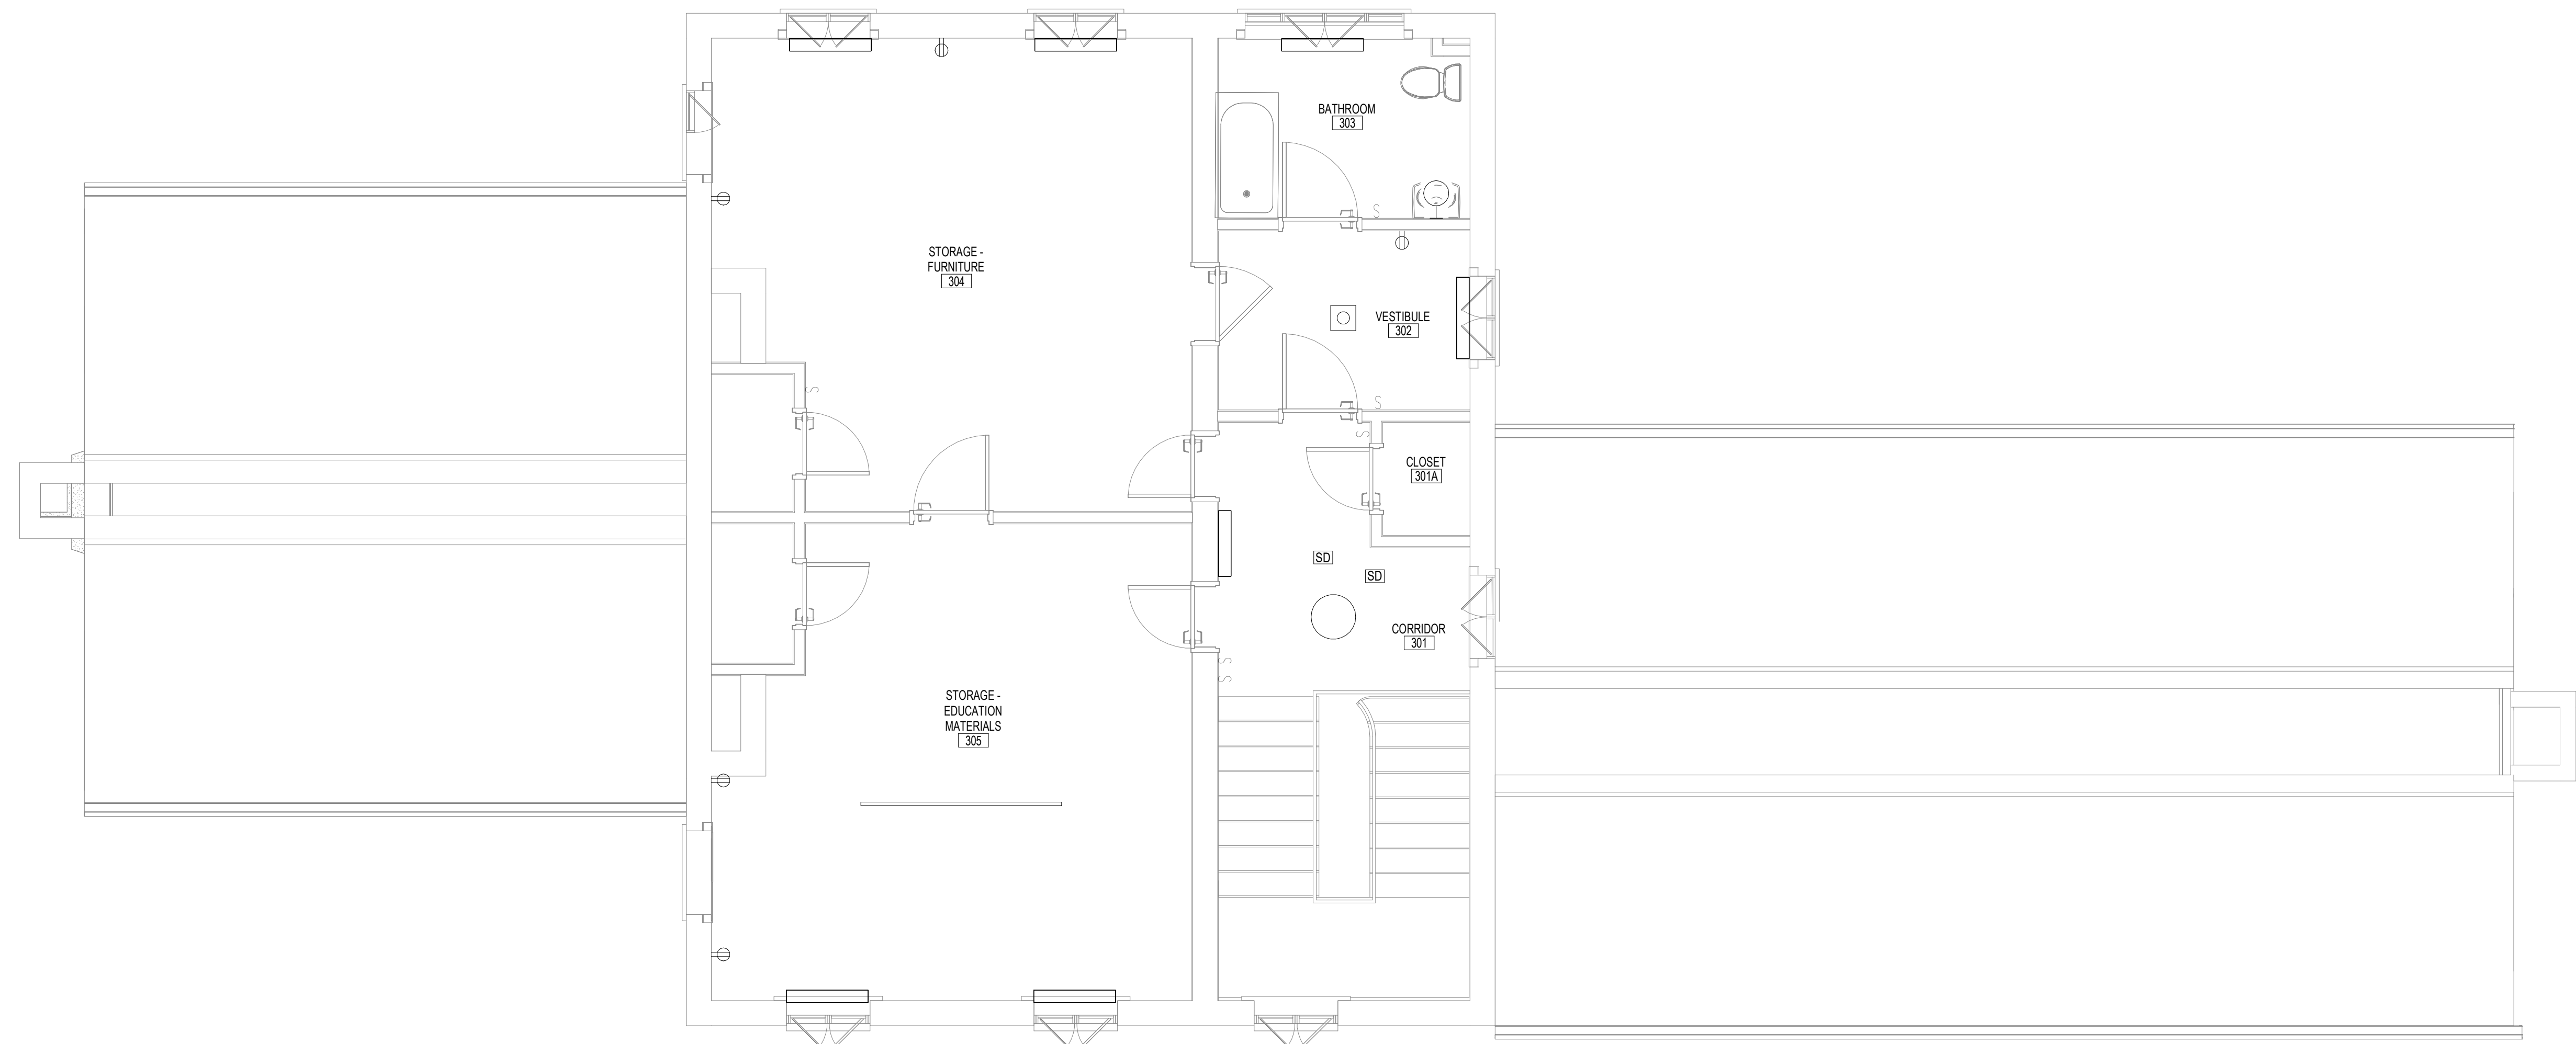 BATHROOM
303
S
STORAGE -
FURNITURE
304
VESTIBULE
302
S
S
S
CLOSET
301A
SD
SD
CORRIDOR
301
S
S
STORAGE -
EDUCATION
MATERIALS
305